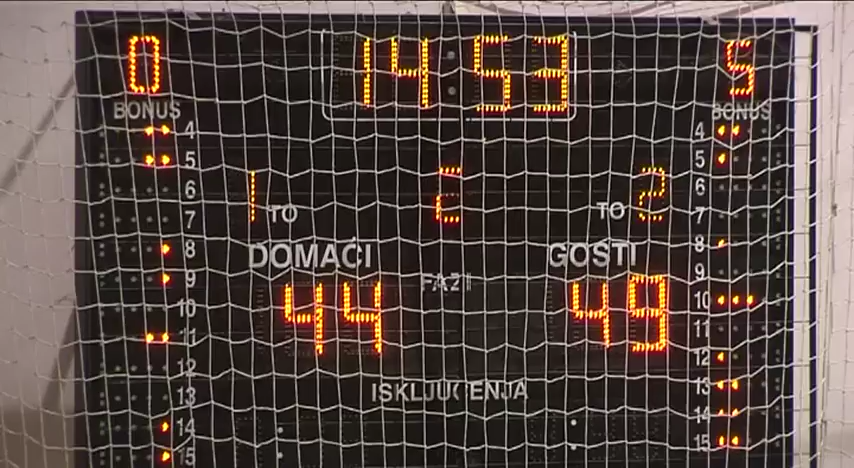 0 14:53 5
BONUS BONUS
4 4
5 5
6 6
7 7
1 TO 2 TO 2
8 8
DOMAĆI GOSTI
9 9
44 49
10 10
11 11
12 12
ISKLJUČENJA
13 13
14 14
15 15